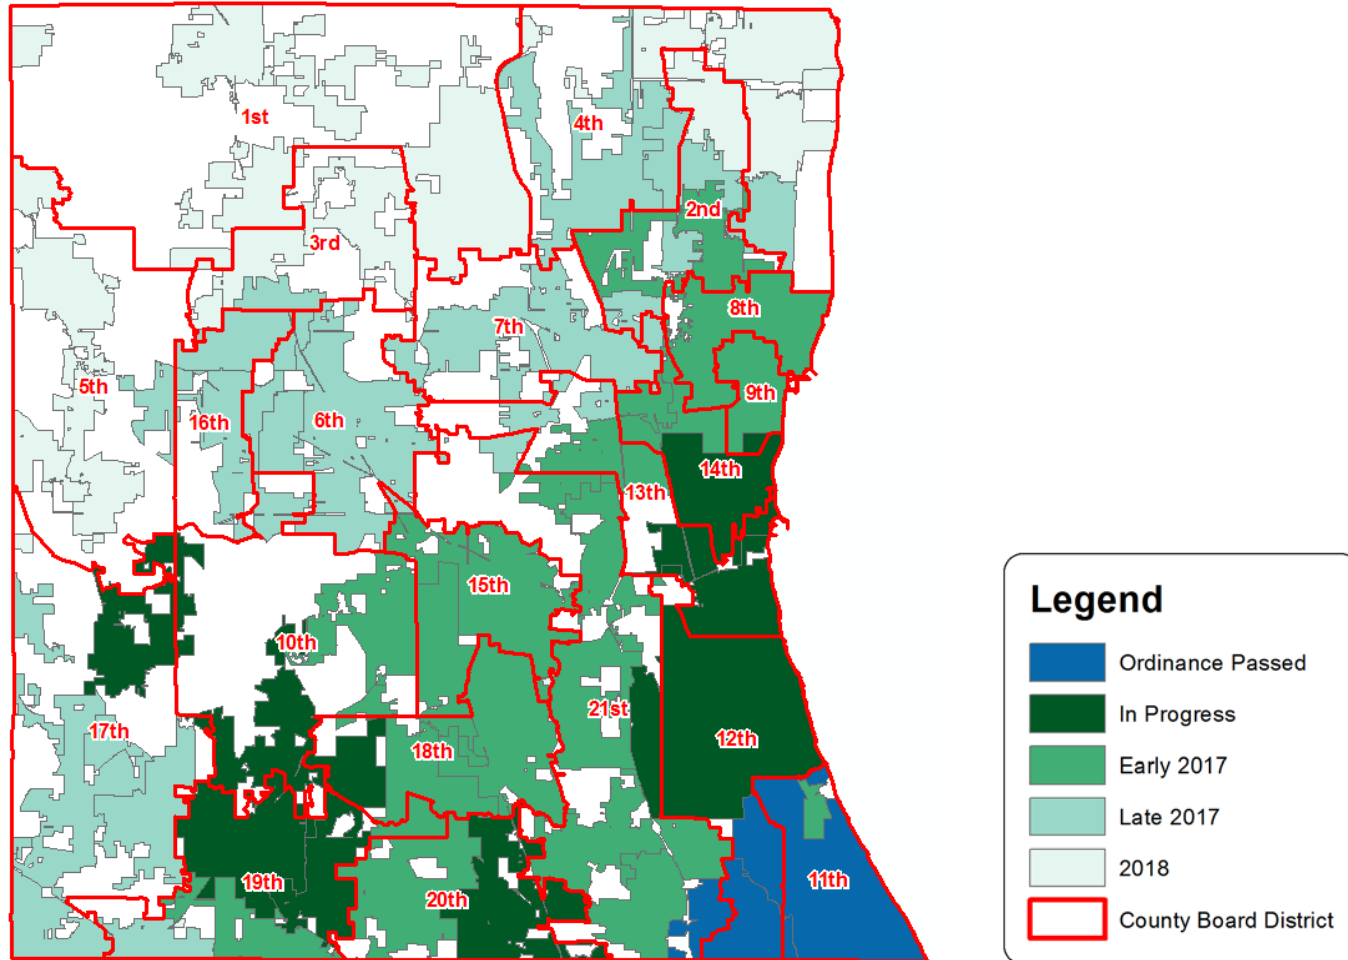 1st
4th
2nd
3rd
8th
7th
5th
9th
16th
6th
14th
13th
15th
10th
21st
17th
12th
18th
11th
19th
20th
Legend
Ordinance Passed
In Progress
Early 2017
Late 2017
2018
County Board District